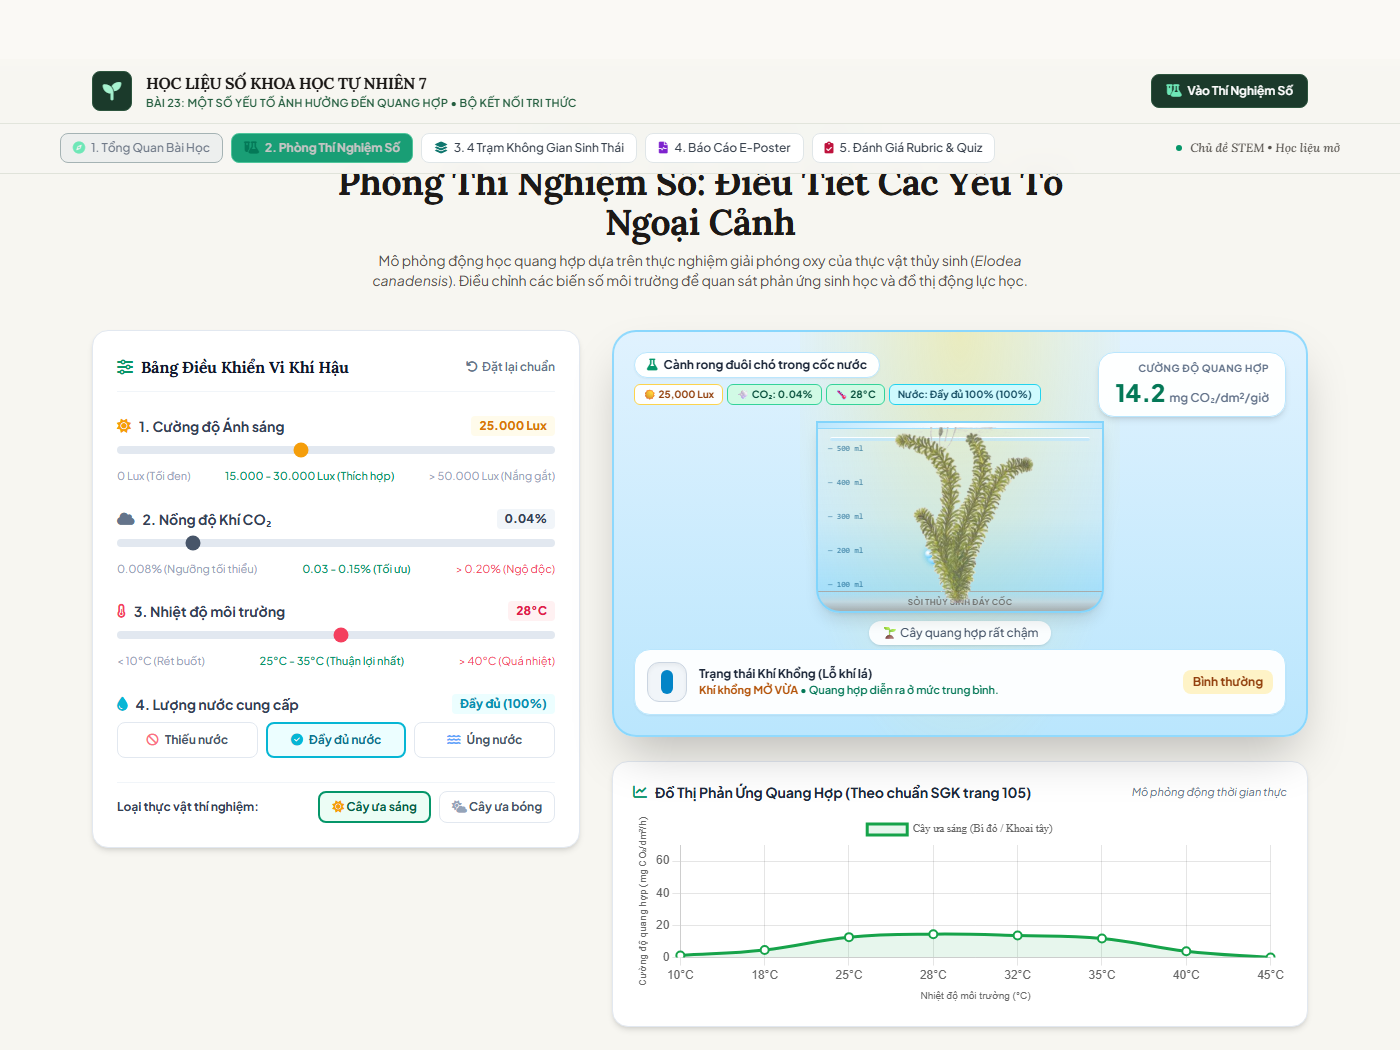 HỌC LIỆU SỐ KHOA HỌC TỰ NHIÊN 7
BÀI 23: MỘT SỐ YẾU TỐ ẢNH HƯỞNG ĐẾN QUANG HỢP • BỘ KẾT NỐI TRI THỨC
Vào Thí Nghiệm Số
1. Tổng Quan Bài Học
2. Phòng Thí Nghiệm Số
3. 4 Trạm Không Gian Sinh Thái
4. Báo Cáo E-Poster
5. Đánh Giá Rubric & Quiz
Chủ đề STEM • Học liệu mở
Phòng Thí Nghiệm Số: Điều Tiết Các Yếu Tố
Ngoại Cảnh
Mô phỏng động học quang hợp dựa trên thực nghiệm giải phóng oxy của thực vật thủy sinh (Elodea
canadensis). Điều chỉnh các biến số môi trường để quan sát phản ứng sinh học và đồ thị động lực học.
Bảng Điều Khiển Vi Khí Hậu
Đặt lại chuẩn
1. Cường độ Ánh sáng
25.000 Lux
0 Lux (Tối đen)
15.000 - 30.000 Lux (Thích hợp)
> 50.000 Lux (Nắng gắt)
2. Nồng độ Khí CO₂
0.04%
0.008% (Ngưỡng tối thiểu)
0.03 - 0.15% (Tối ưu)
> 0.20% (Ngộ độc)
3. Nhiệt độ môi trường
28°C
< 10°C (Rét buốt)
25°C - 35°C (Thuận lợi nhất)
> 40°C (Quá nhiệt)
4. Lượng nước cung cấp
Đầy đủ (100%)
Thiếu nước
Đầy đủ nước
Úng nước
Loại thực vật thí nghiệm:
Cây ưa sáng
Cây ưa bóng
Cành rong đuôi chó trong cốc nước
25,000 Lux
CO₂: 0.04%
28°C
Nước: Đầy đủ 100% (100%)
CƯỜNG ĐỘ QUANG HỢP
14.2 mg CO₂/dm²/giờ
— 500 ml
— 400 ml
— 300 ml
— 200 ml
— 100 ml
SỎI THỦY SINH ĐÁY CỐC
Cây quang hợp rất chậm
Trạng thái Khí Khổng (Lỗ khí lá)
Khí khổng MỞ VỪA • Quang hợp diễn ra ở mức trung bình.
Bình thường
Đồ Thị Phản Ứng Quang Hợp (Theo chuẩn SGK trang 105)
Mô phỏng động thời gian thực
Cây ưa sáng (Bí đỏ / Khoai tây)
Cường độ quang hợp (mg CO₂/dm²/h)
60
40
20
0
10°C
18°C
25°C
28°C
32°C
35°C
40°C
45°C
Nhiệt độ môi trường (°C)